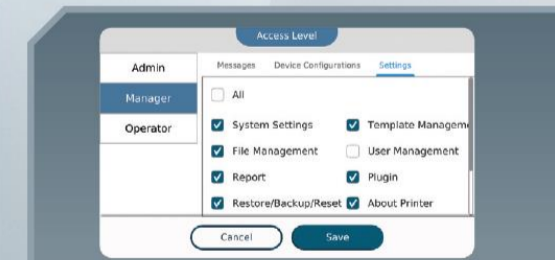 Access Level
Admin
Manager
Operator
Messages Device Configurations Settings
All
System Settings Template Managem
File Management User Management
Report Plugin
Restore/Backup/Reset About Printer
Cancel Save